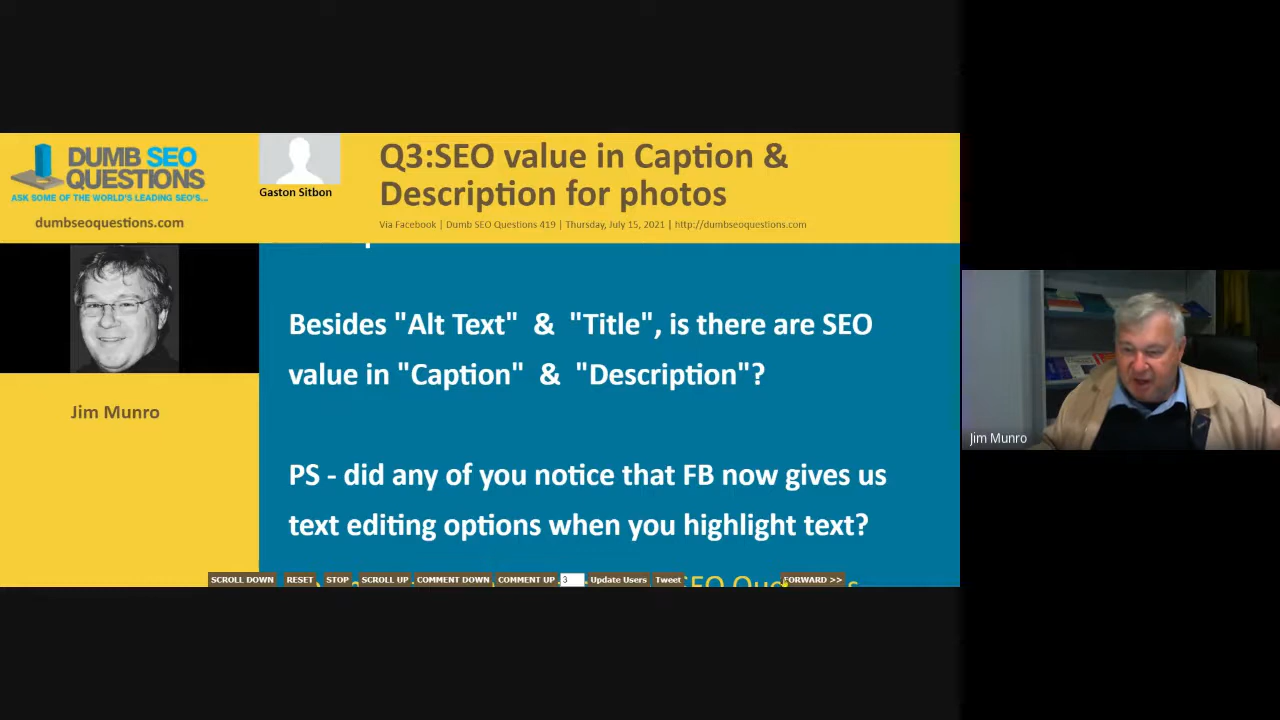 DUMB SEO
QUESTIONS
ASK SOME OF THE WORLD'S LEADING SEO'S...
dumbseoquestions.com
Gaston Sitbon
Q3:SEO value in Caption &
Description for photos
Via Facebook | Dumb SEO Questions 419 | Thursday, July 15, 2021 | http://dumbseoquestions.com
Jim Munro
Besides "Alt Text" & "Title", is there are SEO
value in "Caption" & "Description"?
PS - did any of you notice that FB now gives us
text editing options when you highlight text?
SCROLL DOWN RESET STOP SCROLL UP COMMENT DOWN COMMENT UP 3 Update Users Tweet FORWARD >>
Jim Munro